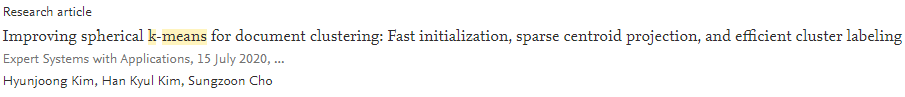 Research article
Improving spherical k-means for document clustering: Fast initialization, sparse centroid projection, and efficient cluster labeling
Expert Systems with Applications, 15 July 2020, ...
Hyunjoong Kim, Han Kyul Kim, Sungzoon Cho